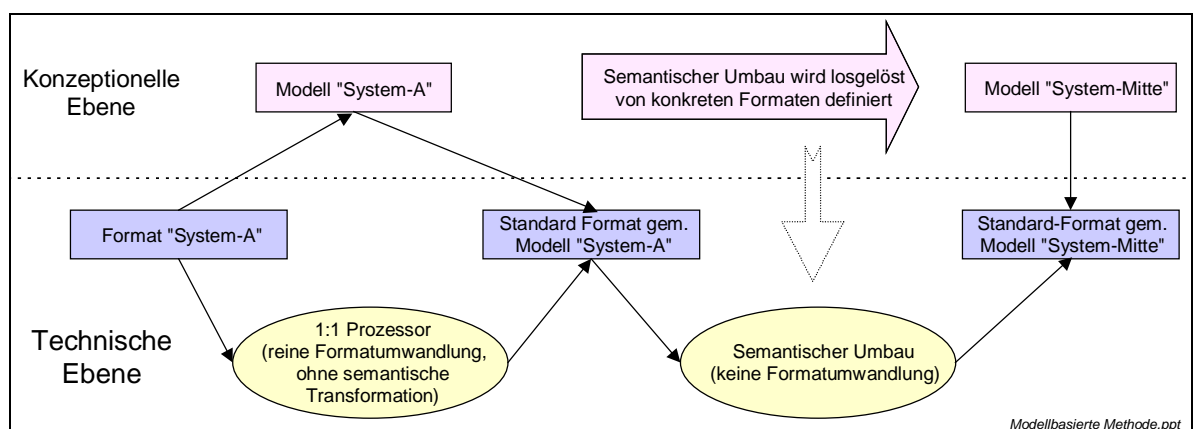 Konzeptionelle
Ebene
Modell "System-A"
Semantischer Umbau wird losgelöst
von konkreten Formaten definiert
Modell "System-Mitte"
Format "System-A"
Standard Format gem.
Modell "System-A"
Standard-Format gem.
Modell "System-Mitte"
Technische
Ebene
1:1 Prozessor
(reine Formatumwandlung,
ohne semantische
Transformation)
Semantischer Umbau
(keine Formatumwandlung)
Modellbasierte Methode.ppt